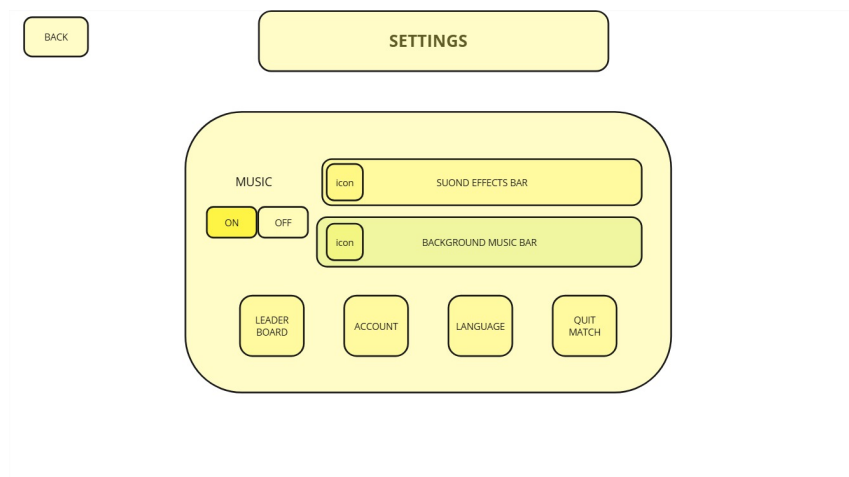 BACK
SETTINGS
MUSIC
ON
OFF
icon
SUOND EFFECTS BAR
icon
BACKGROUND MUSIC BAR
LEADER
BOARD
ACCOUNT
LANGUAGE
QUIT
MATCH